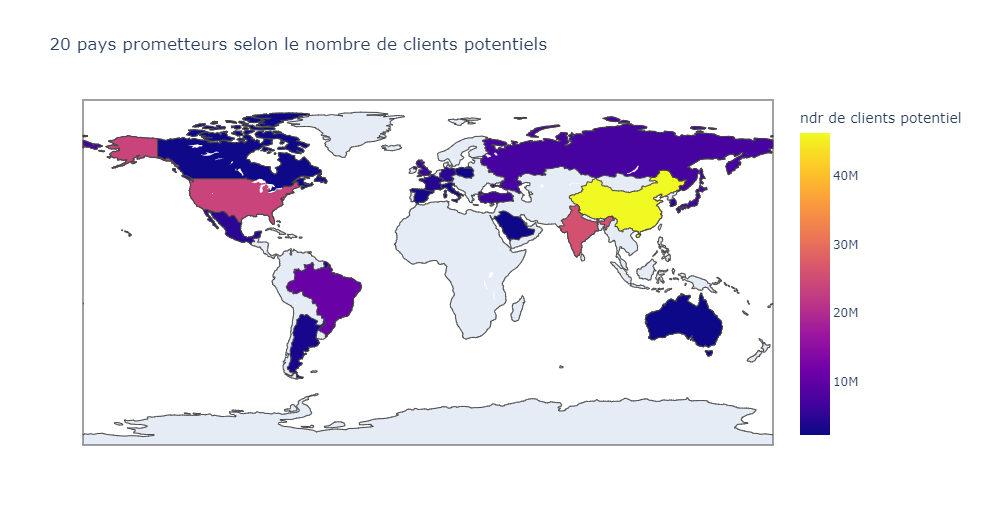 20 pays prometteurs selon le nombre de clients potentiels
ndr de clients potentiel
40M
30M
20M
10M